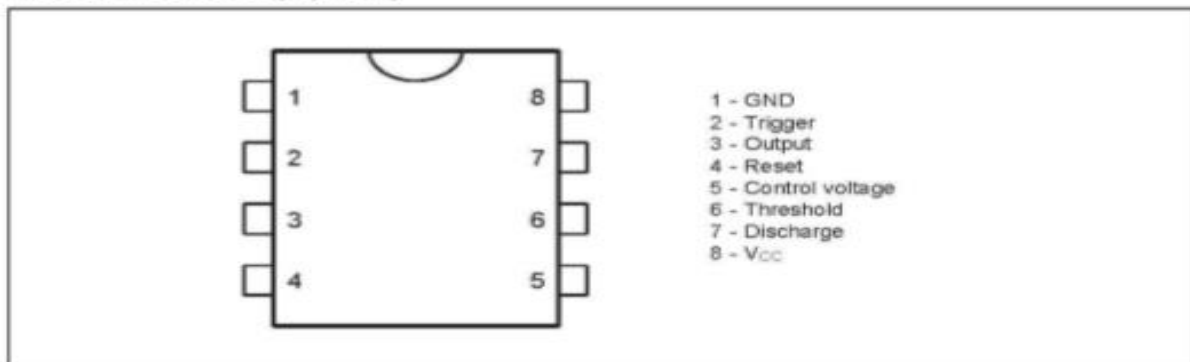 1 8
2 7
3 6
4 5
1 - GND
2 - Trigger
3 - Output
4 - Reset
5 - Control voltage
6 - Threshold
7 - Discharge
8 - VCC